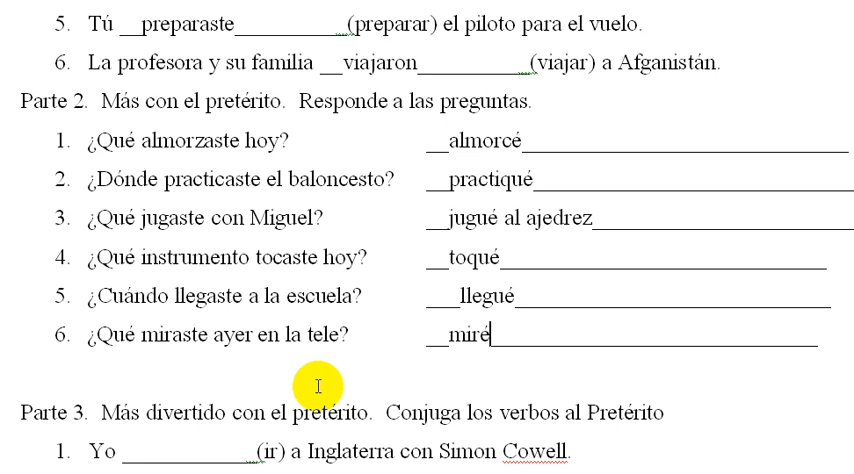 5. Tú __preparaste__________(preparar) el piloto para el vuelo.
6. La profesora y su familia __viajaron__________(viajar) a Afganistán.
Parte 2. Más con el pretérito. Responde a las preguntas.
1. ¿Qué almorzaste hoy? __almorcé______________________________
2. ¿Dónde practicaste el baloncesto? __practiqué______________________________
3. ¿Qué jugaste con Miguel? __jugué al ajedrez________________________
4. ¿Qué instrumento tocaste hoy? __toqué______________________________
5. ¿Cuándo llegaste a la escuela? ___llegué_____________________________
6. ¿Qué miraste ayer en la tele? __miré______________________________
Parte 3. Más divertido con el pretérito. Conjuga los verbos al Pretérito
1. Yo ____________(ir) a Inglaterra con Simon Cowell.